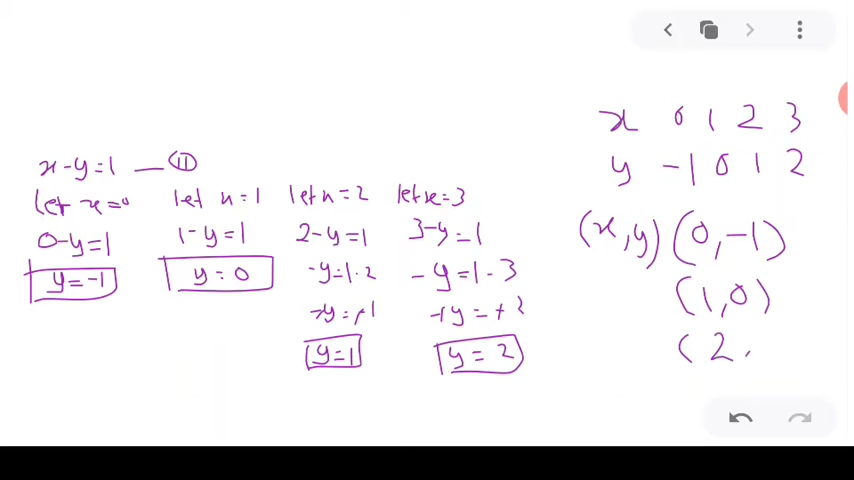 x-y=1 — (II)
let x=0 let x=1 let x=2 let x=3
0-y=1 1-y=1 2-y=1 3-y=1
y=-1 y=0 -y=1-2 -y=1-3
-y=-1 -y=+2
y=1 y=2
x 0 1 2 3
y -1 0 1 2
(x,y) (0,-1)
(1,0)
(2,